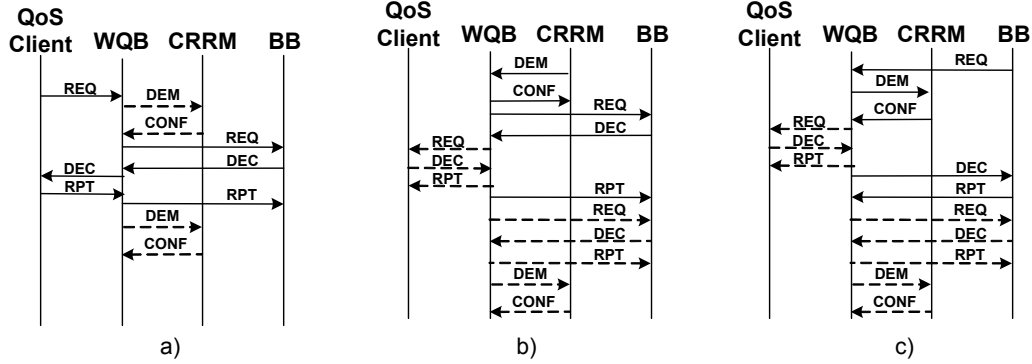 QoS Client WQB CRRM BB
REQ
DEM
CONF
REQ
DEC
DEC
RPT
RPT
DEM
CONF
a)
QoS Client WQB CRRM BB
DEM
CONF
REQ
DEC
REQ
DEC
RPT
RPT
REQ
DEC
RPT
DEM
CONF
b)
QoS Client WQB CRRM BB
REQ
DEM
CONF
REQ
DEC
RPT
DEC
RPT
REQ
DEC
RPT
DEM
CONF
c)